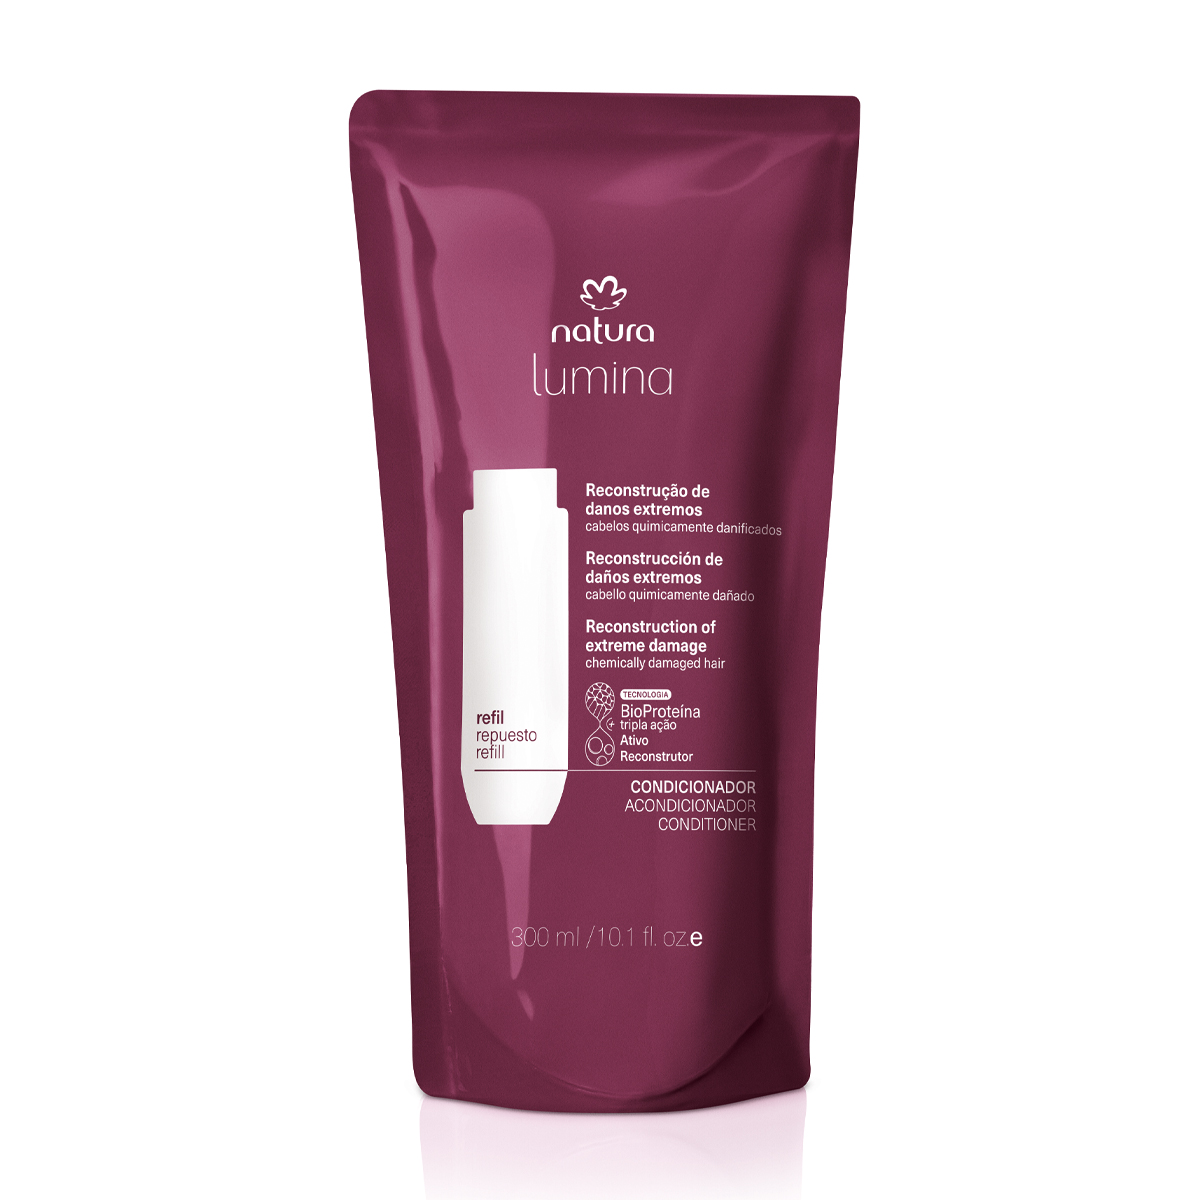 natura
lumina
Reconstrução de
danos extremos
cabelos quimicamente danificados
Reconstrucción de
daños extremos
cabello quimicamente dañado
Reconstruction of
extreme damage
chemically damaged hair
TECNOLOGIA
BioProteína
tripla ação
+
Ativo
Reconstrutor
refil
repuesto
refill
CONDICIONADOR
ACONDICIONADOR
CONDITIONER
300 ml / 10.1 fl. oz.e